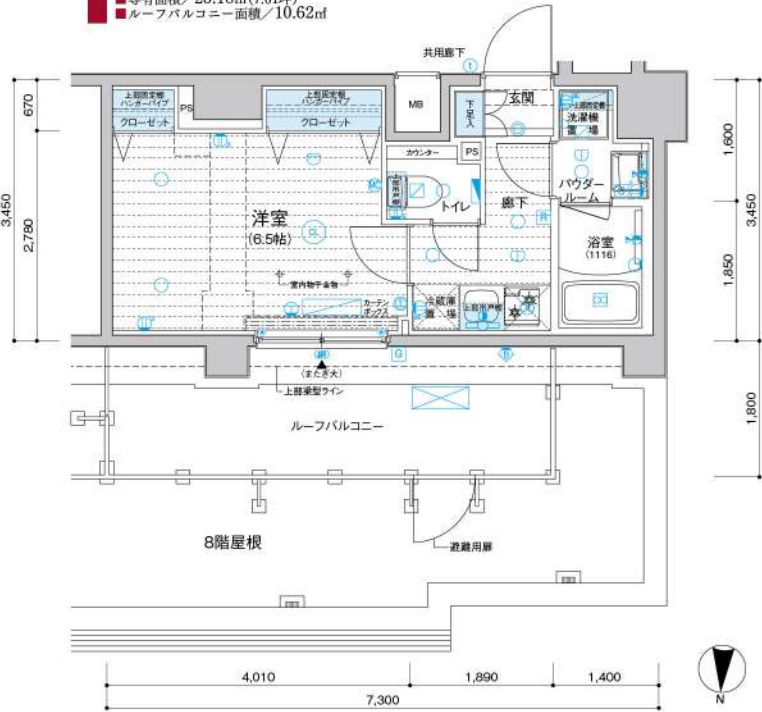 ■ルーフバルコニー面積／10.62㎡
共用廊下
上部固定棚
ハンガーパイプ
クローゼット
PS
上部固定棚
ハンガーパイプ
クローゼット
MB
下足入
玄関
上部固定棚
洗濯機
置場
670
2,780
3,450
1,600
1,850
3,450
1,800
カウンター
PS
トイレ
廊下
R
パウダー
ルーム
洋室
(6.5帖)
CL
浴室
(1116)
室内物干金物
カーテン
ボックス
冷蔵庫
置場
上部吊戸棚
G
(またぎ大)
上部梁型ライン
ルーフバルコニー
8階屋根
避難用扉
4,010
1,890
1,400
7,300
N